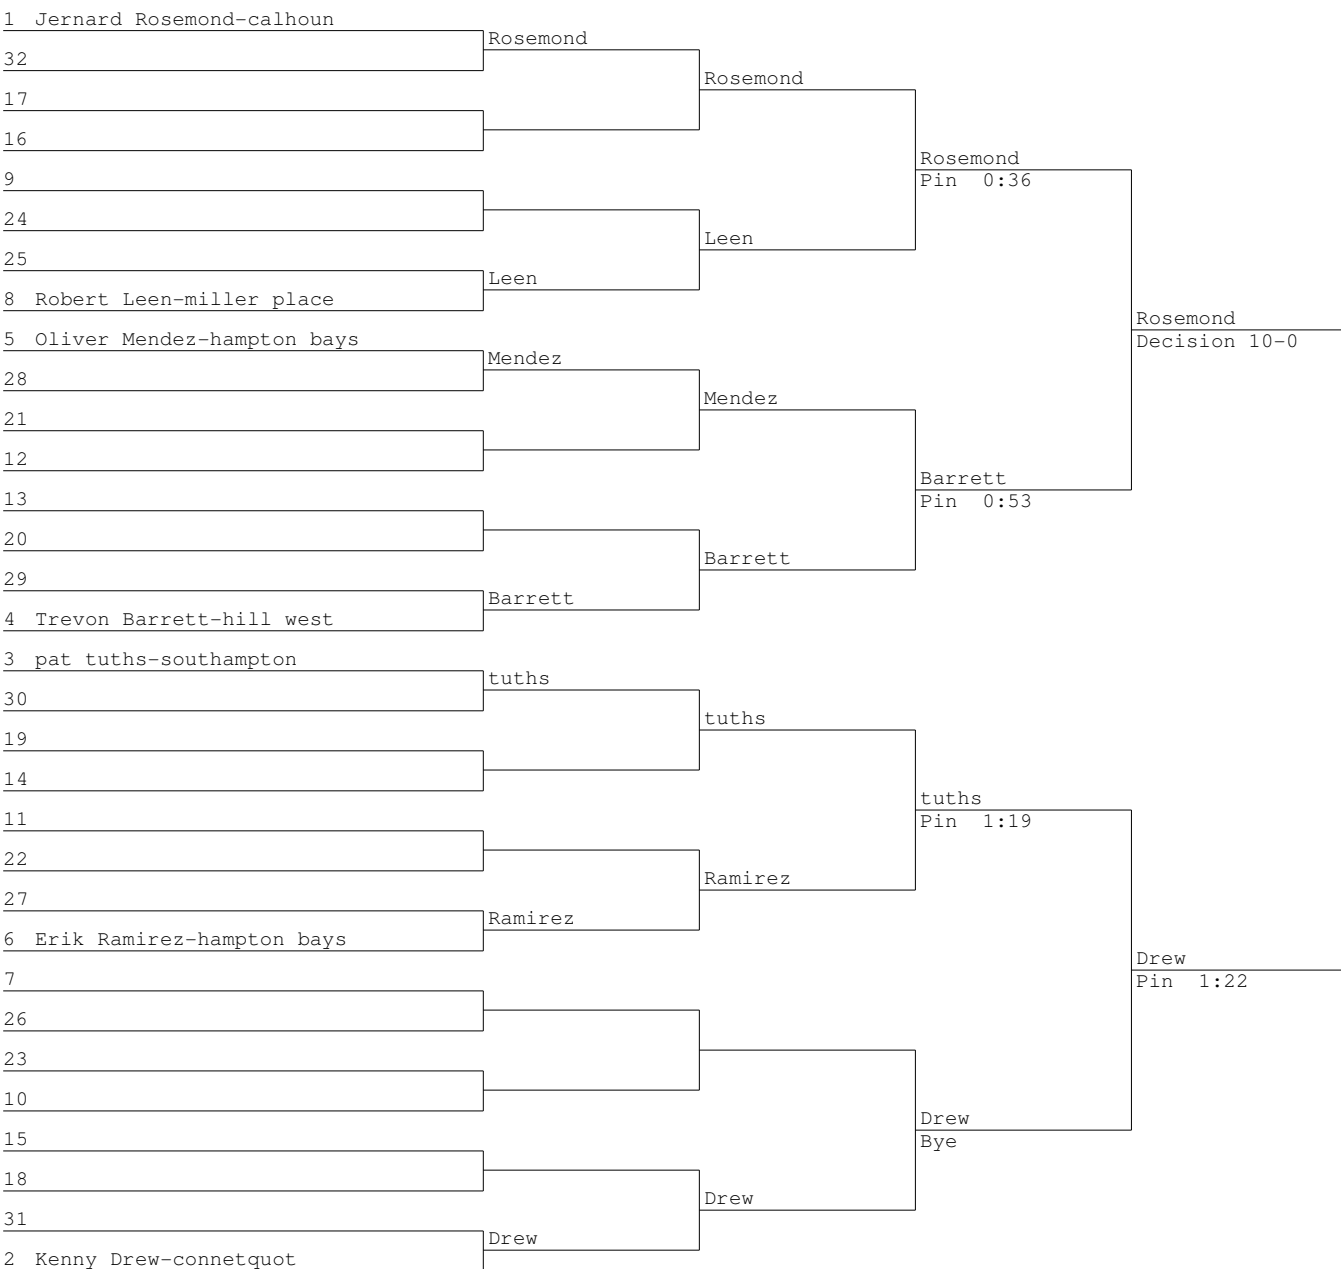 1 Jernard Rosemond-calhoun
Rosemond
32
Rosemond
17
16
Rosemond
9
Pin 0:36
24
Leen
25
Leen
8 Robert Leen-miller place
Rosemond
5 Oliver Mendez-hampton bays
Decision 10-0
Mendez
28
Mendez
21
12
Barrett
13
Pin 0:53
20
Barrett
29
Barrett
4 Trevon Barrett-hill west
3 pat tuths-southampton
tuths
30
tuths
19
14
tuths
11
Pin 1:19
22
Ramirez
27
Ramirez
6 Erik Ramirez-hampton bays
Drew
7
Pin 1:22
26
23
10
Drew
15
Bye
18
Drew
31
Drew
2 Kenny Drew-connetquot